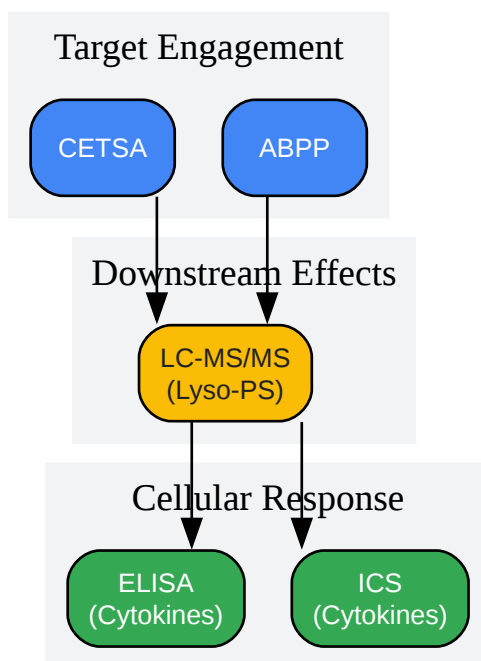 Target Engagement
CETSA
ABPP
Downstream Effects
LC-MS/MS
(Lyso-PS)
Cellular Response
ELISA
(Cytokines)
ICS
(Cytokines)